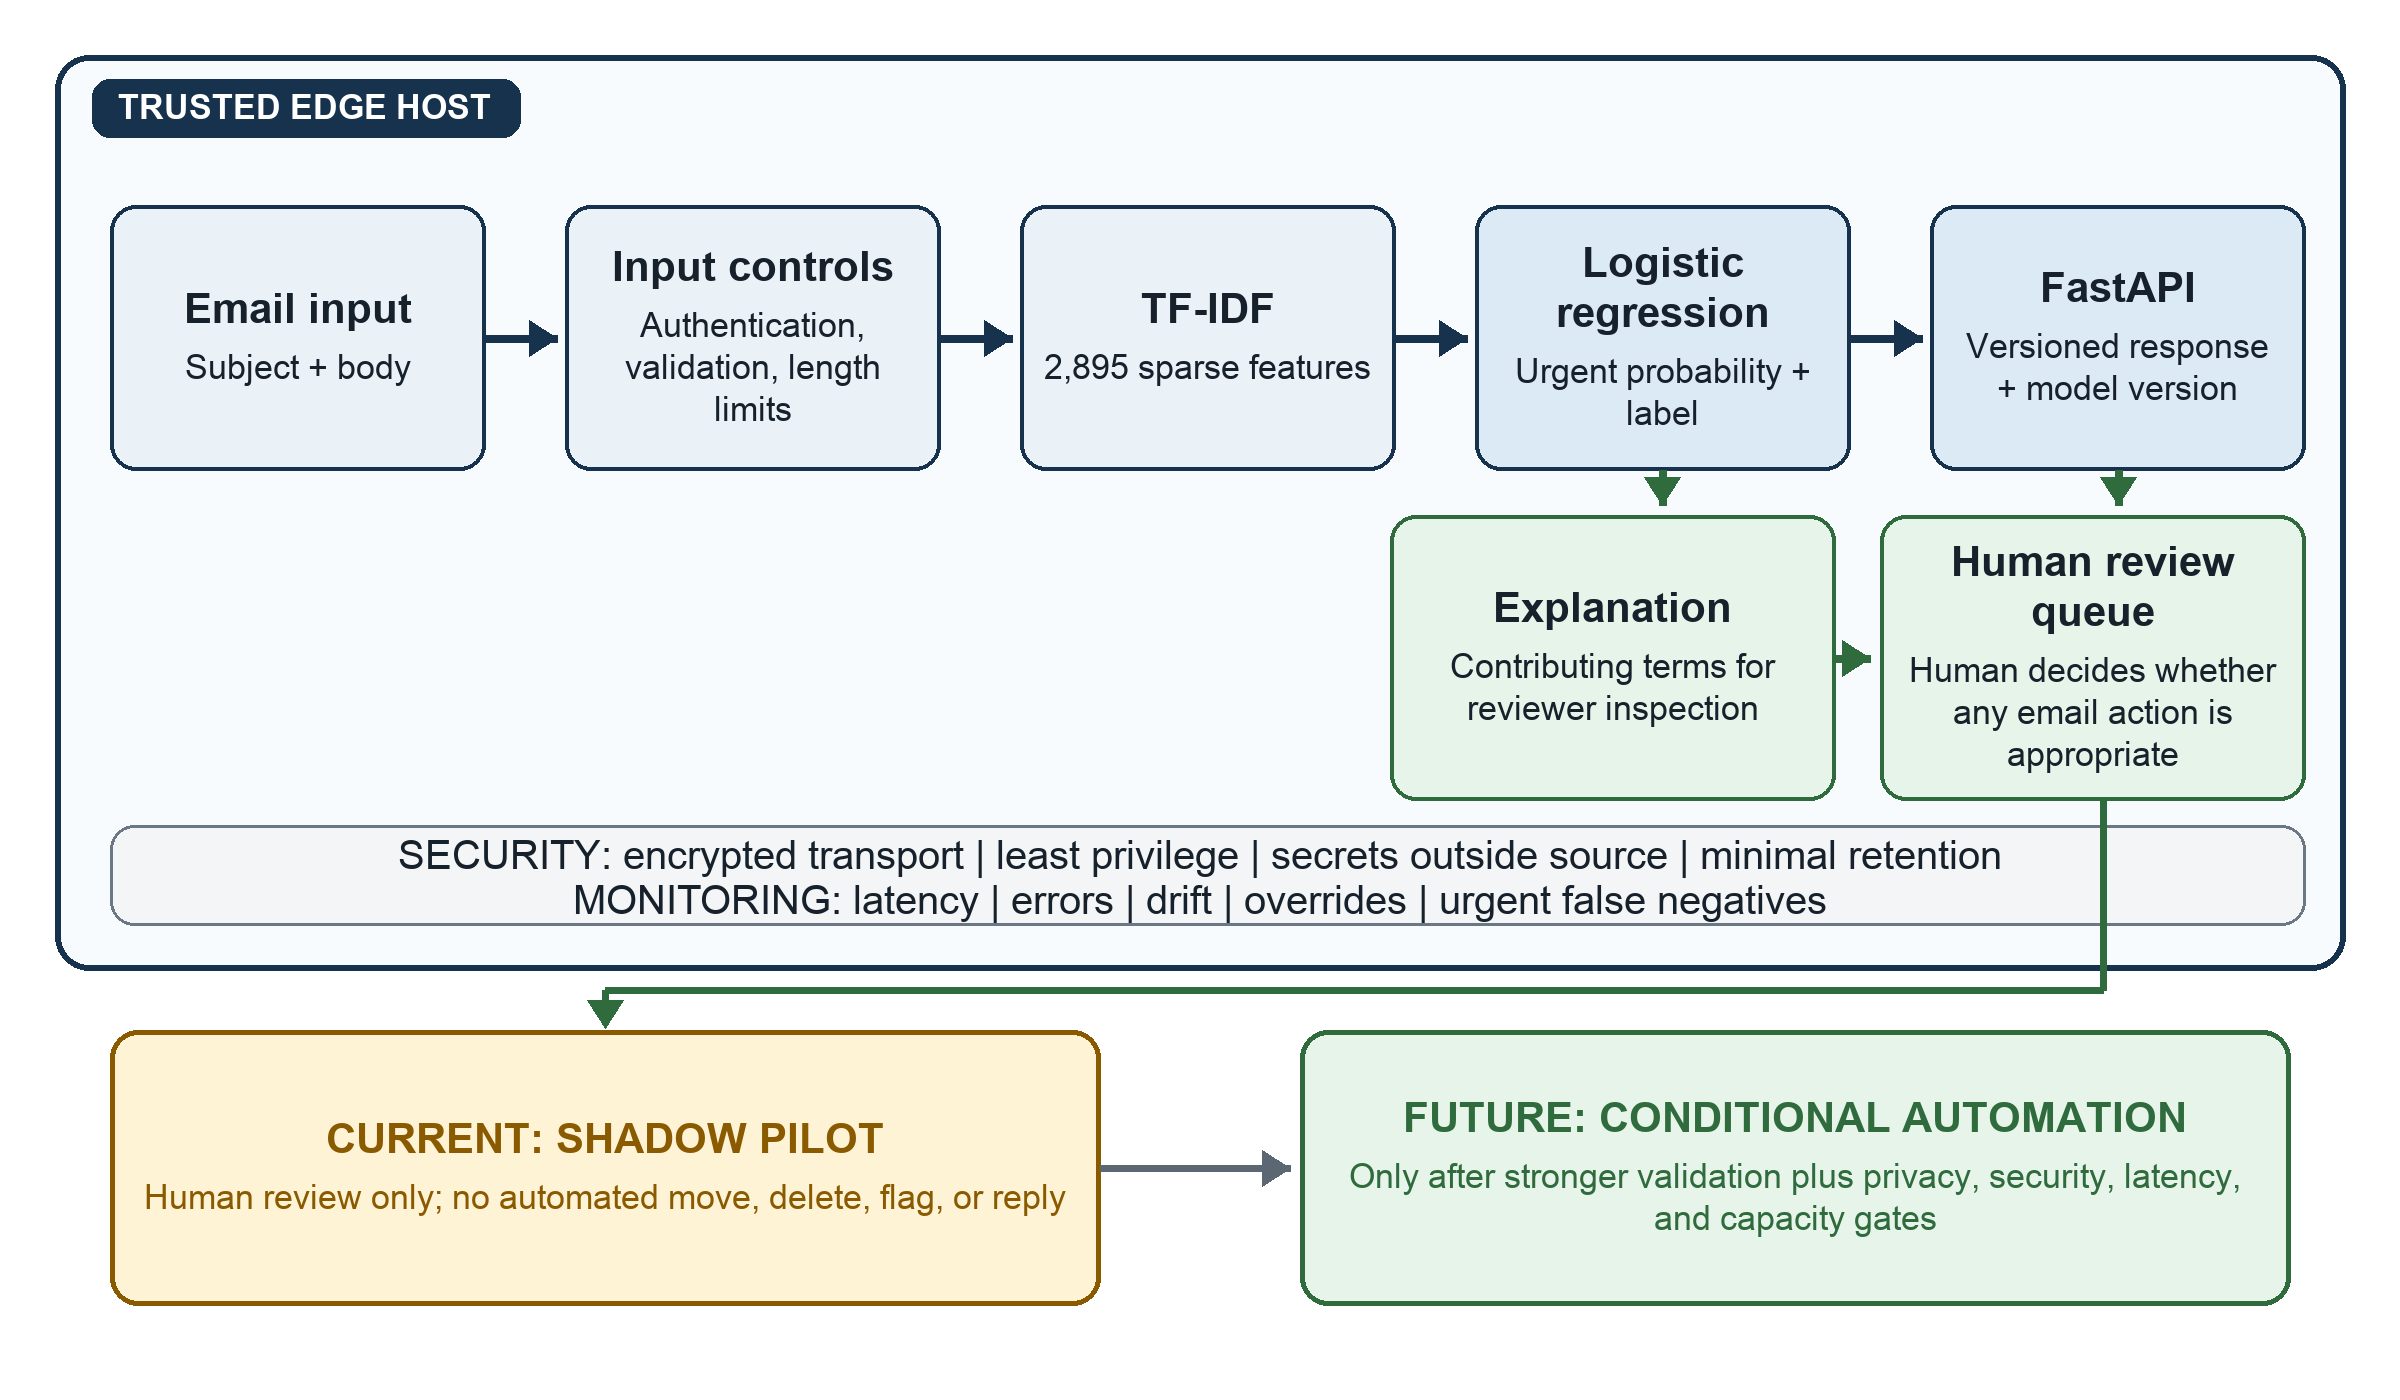 TRUSTED EDGE HOST
Email input
Subject + body
Input controls
Authentication,
validation, length
limits
TF-IDF
2,895 sparse features
Logistic
regression
Urgent probability +
label
FastAPI
Versioned response
+ model version
Explanation
Contributing terms for
reviewer inspection
Human review
queue
Human decides whether
any email action is
appropriate
SECURITY: encrypted transport | least privilege | secrets outside source | minimal retention
MONITORING: latency | errors | drift | overrides | urgent false negatives
CURRENT: SHADOW PILOT
Human review only; no automated move, delete, flag, or reply
FUTURE: CONDITIONAL AUTOMATION
Only after stronger validation plus privacy, security, latency,
and capacity gates